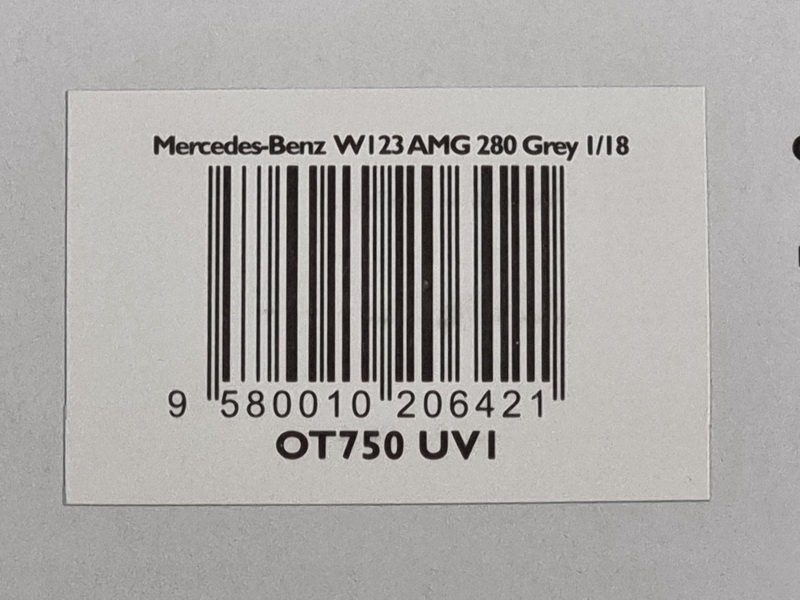 Mercedes-Benz W123 AMG 280 Grey 1/18
9 580010 206421
OT750 UV1